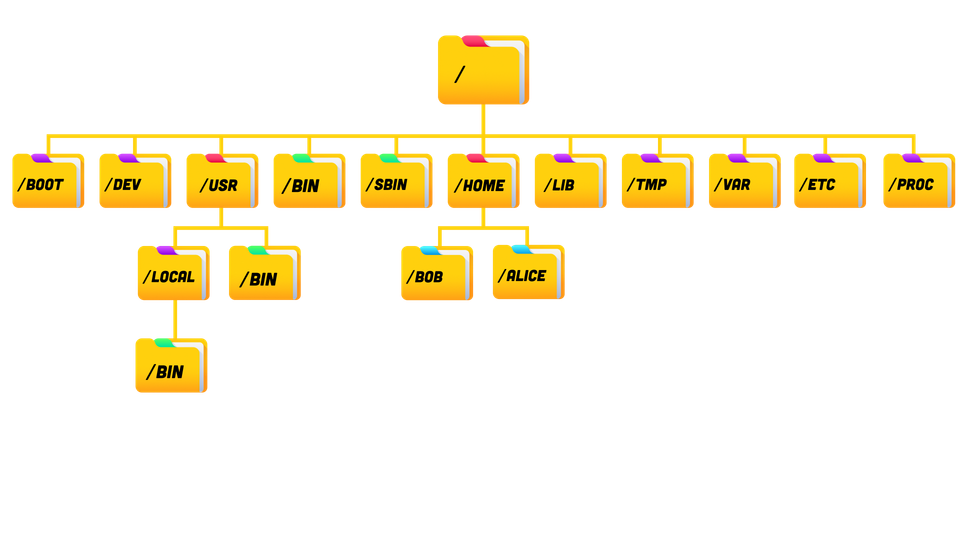 /
/BOOT
/DEV
/USR
/BIN
/SBIN
/HOME
/LIB
/TMP
/VAR
/ETC
/PROC
/LOCAL
/BIN
/BOB
/ALICE
/BIN